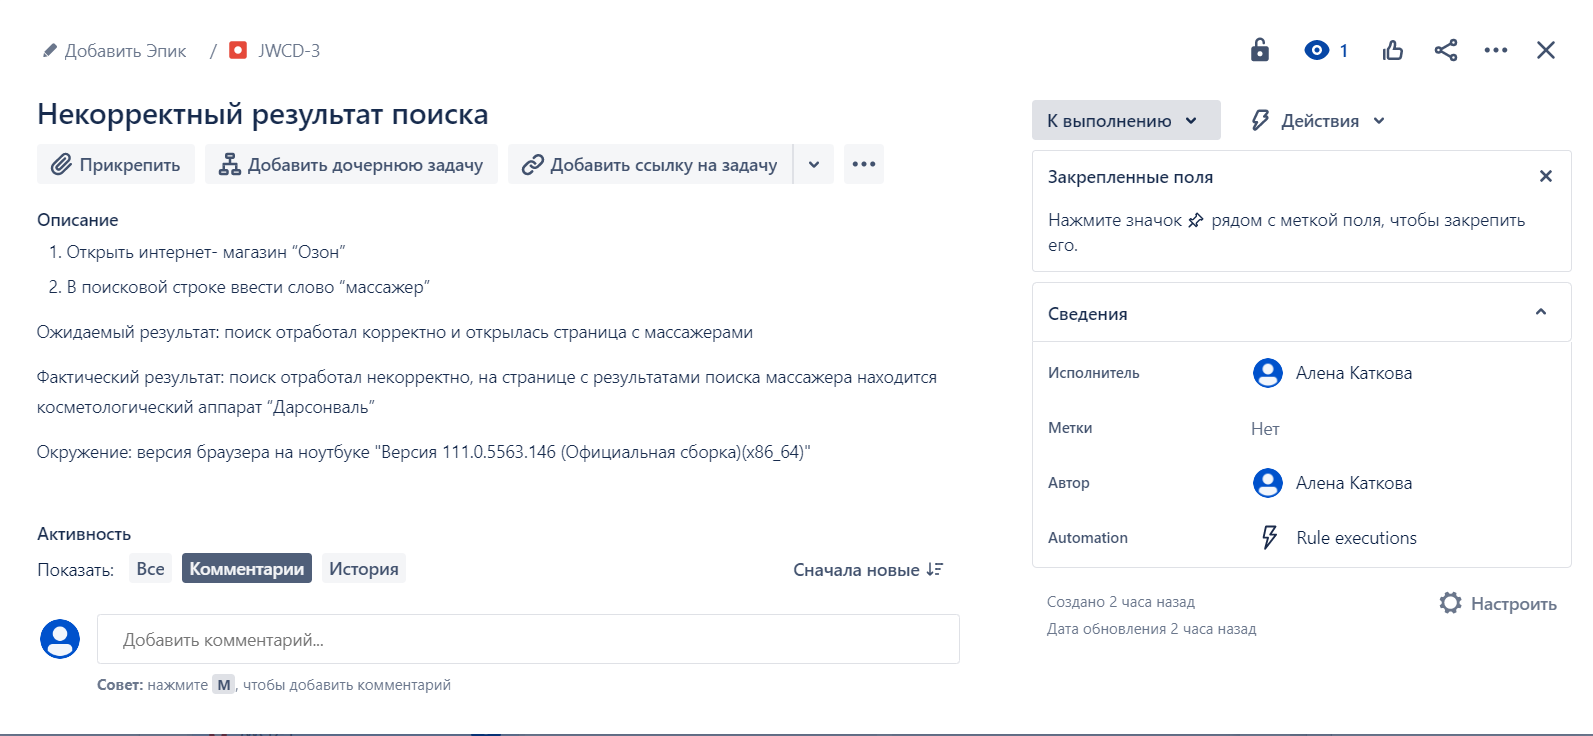 Добавить Эпик / JWCD-3
1
Некорректный результат поиска
К выполнению
Действия
Прикрепить
Добавить дочернюю задачу
Добавить ссылку на задачу
Закрепленные поля
Нажмите значок рядом с меткой поля, чтобы закрепить
его.
Описание
1. Открыть интернет- магазин “Озон”
2. В поисковой строке ввести слово “массажер”
Ожидаемый результат: поиск отработал корректно и открылась страница с массажерами
Фактический результат: поиск отработал некорректно, на странице с результатами поиска массажера находится
косметологический аппарат “Дарсонваль”
Окружение: версия браузера на ноутбуке "Версия 111.0.5563.146 (Официальная сборка)(x86_64)"
Сведения
Исполнитель
Алена Каткова
Метки
Нет
Автор
Алена Каткова
Automation
Rule executions
Создано 2 часа назад
Дата обновления 2 часа назад
Настроить
Активность
Показать:
Все
Комментарии
История
Сначала новые
Добавить комментарий...
Совет: нажмите M, чтобы добавить комментарий